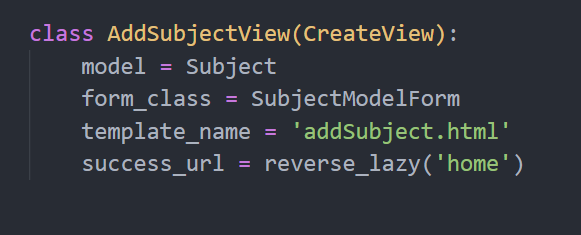 class AddSubjectView(CreateView):
    model = Subject
    form_class = SubjectModelForm
    template_name = 'addSubject.html'
    success_url = reverse_lazy('home')